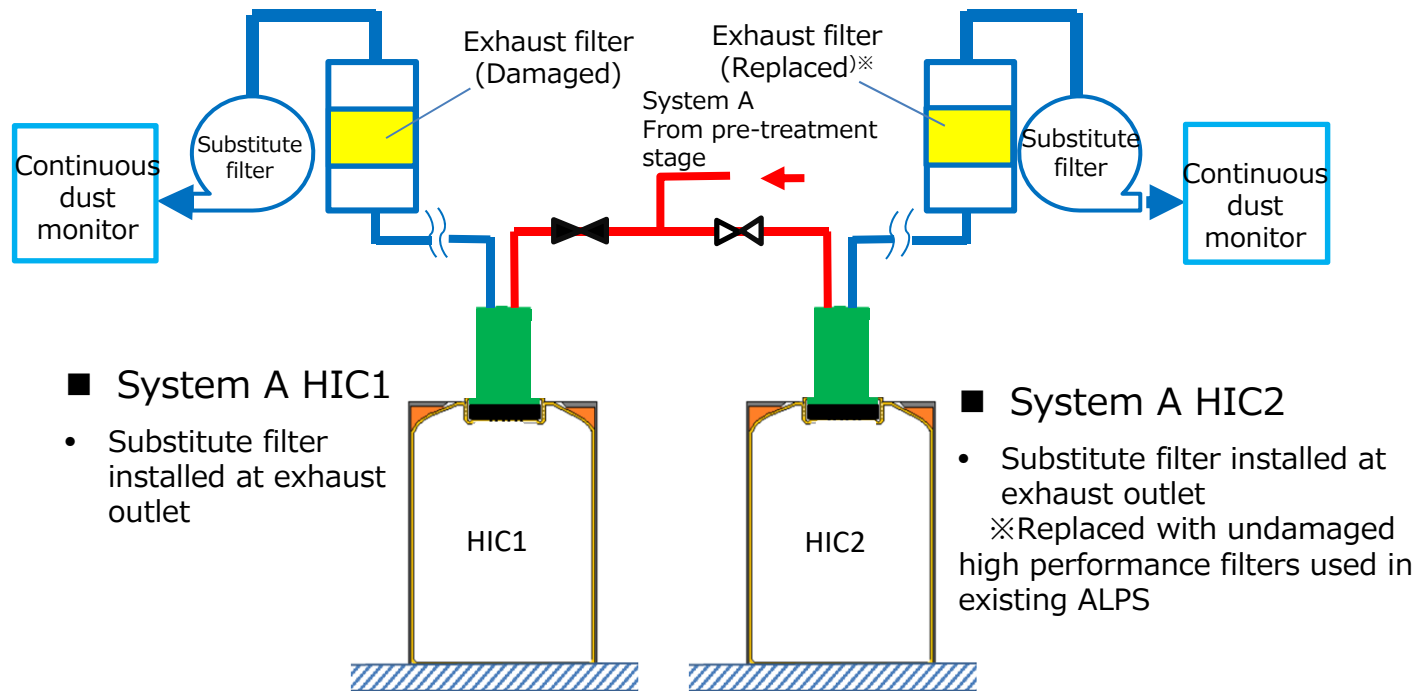 Exhaust filter
(Damaged)
Exhaust filter
(Replaced)※
System A
From pre-treatment
stage
Substitute
filter
Continuous
dust
monitor
Substitute
filter
Continuous
dust
monitor
■ System A HIC1
• Substitute filter
installed at exhaust
outlet
HIC1
HIC2
■ System A HIC2
• Substitute filter installed at
exhaust outlet
※Replaced with undamaged
high performance filters used in
existing ALPS